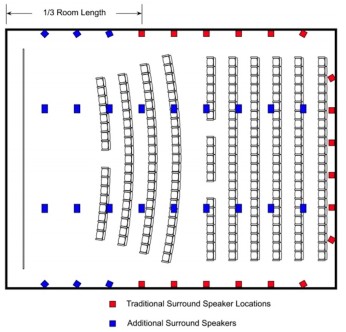 1/3 Room Length
Traditional Surround Speaker Locations
Additional Surround Speakers